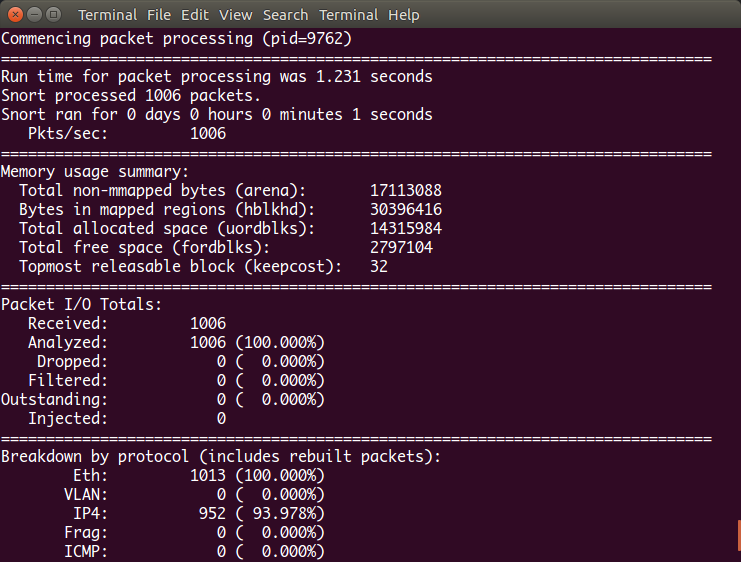 Terminal File Edit View Search Terminal Help
Commencing packet processing (pid=9762)
===============================================================================
Run time for packet processing was 1.231 seconds
Snort processed 1006 packets.
Snort ran for 0 days 0 hours 0 minutes 1 seconds
   Pkts/sec:         1006
===============================================================================
Memory usage summary:
  Total non-mmapped bytes (arena):       17113088
  Bytes in mapped regions (hblkhd):      30396416
  Total allocated space (uordblks):      14315984
  Total free space (fordblks):           2797104
  Topmost releasable block (keepcost):   32
===============================================================================
Packet I/O Totals:
   Received:         1006
   Analyzed:         1006 (100.000%)
    Dropped:            0 (  0.000%)
   Filtered:            0 (  0.000%)
Outstanding:            0 (  0.000%)
   Injected:            0
===============================================================================
Breakdown by protocol (includes rebuilt packets):
        Eth:         1013 (100.000%)
       VLAN:            0 (  0.000%)
        IP4:          952 ( 93.978%)
       Frag:            0 (  0.000%)
       ICMP:            0 (  0.000%)